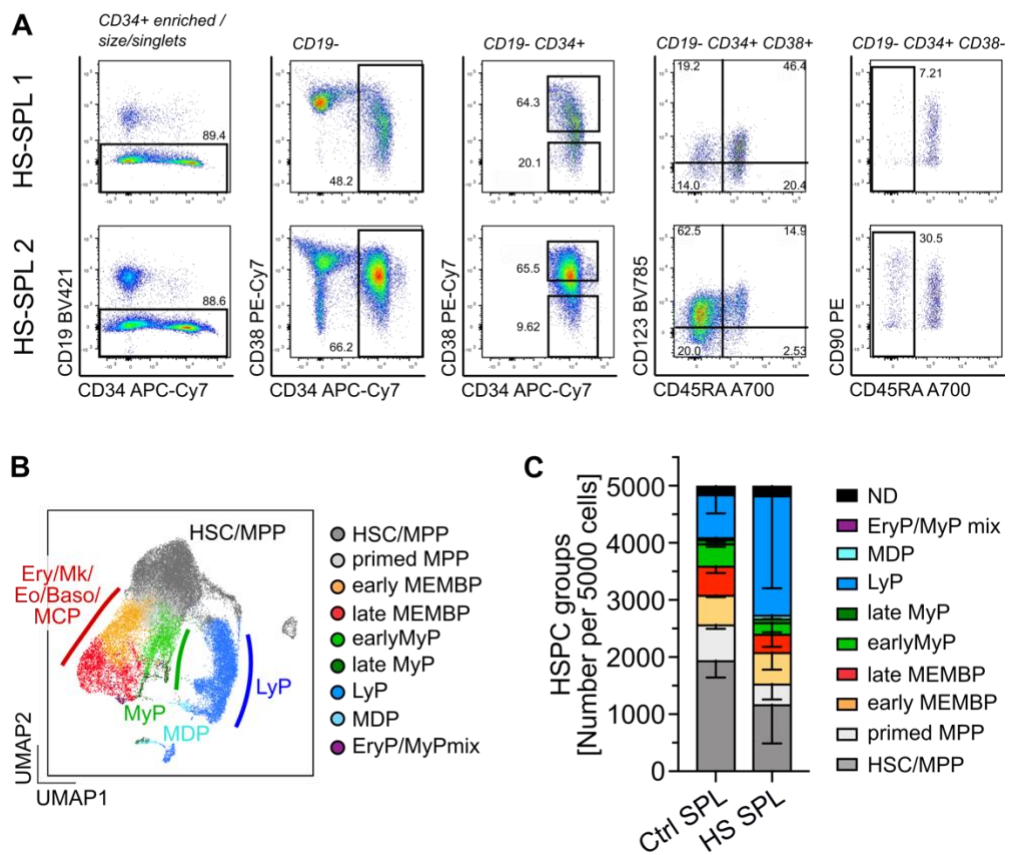 A
CD34+ enriched /
size/singlets
CD19-
CD19- CD34+
CD19- CD34+ CD38+
CD19- CD34+ CD38-
HS-SPL 1
89.4
48.2
64.3
20.1
19.2
46.4
14.0
20.4
7.21
HS-SPL 2
88.6
66.2
65.5
9.62
62.5
14.9
20.0
2.53
30.5
CD19 BV421
CD38 PE-Cy7
CD38 PE-Cy7
CD123 BV785
CD90 PE
CD34 APC-Cy7
CD34 APC-Cy7
CD34 APC-Cy7
CD45RA A700
CD45RA A700
B
HSC/MPP
Ery/Mk/
Eo/Baso/
MCP
MyP
MDP
LyP
UMAP2
UMAP1
HSC/MPP
primed MPP
early MEMBP
late MEMBP
earlyMyP
late MyP
LyP
MDP
EryP/MyPmix
C
HSPC groups
[Number per 5000 cells]
5000
4000
3000
2000
1000
0
Ctrl SPL
HS SPL
ND
EryP/MyP mix
MDP
LyP
late MyP
earlyMyP
late MEMBP
early MEMBP
primed MPP
HSC/MPP